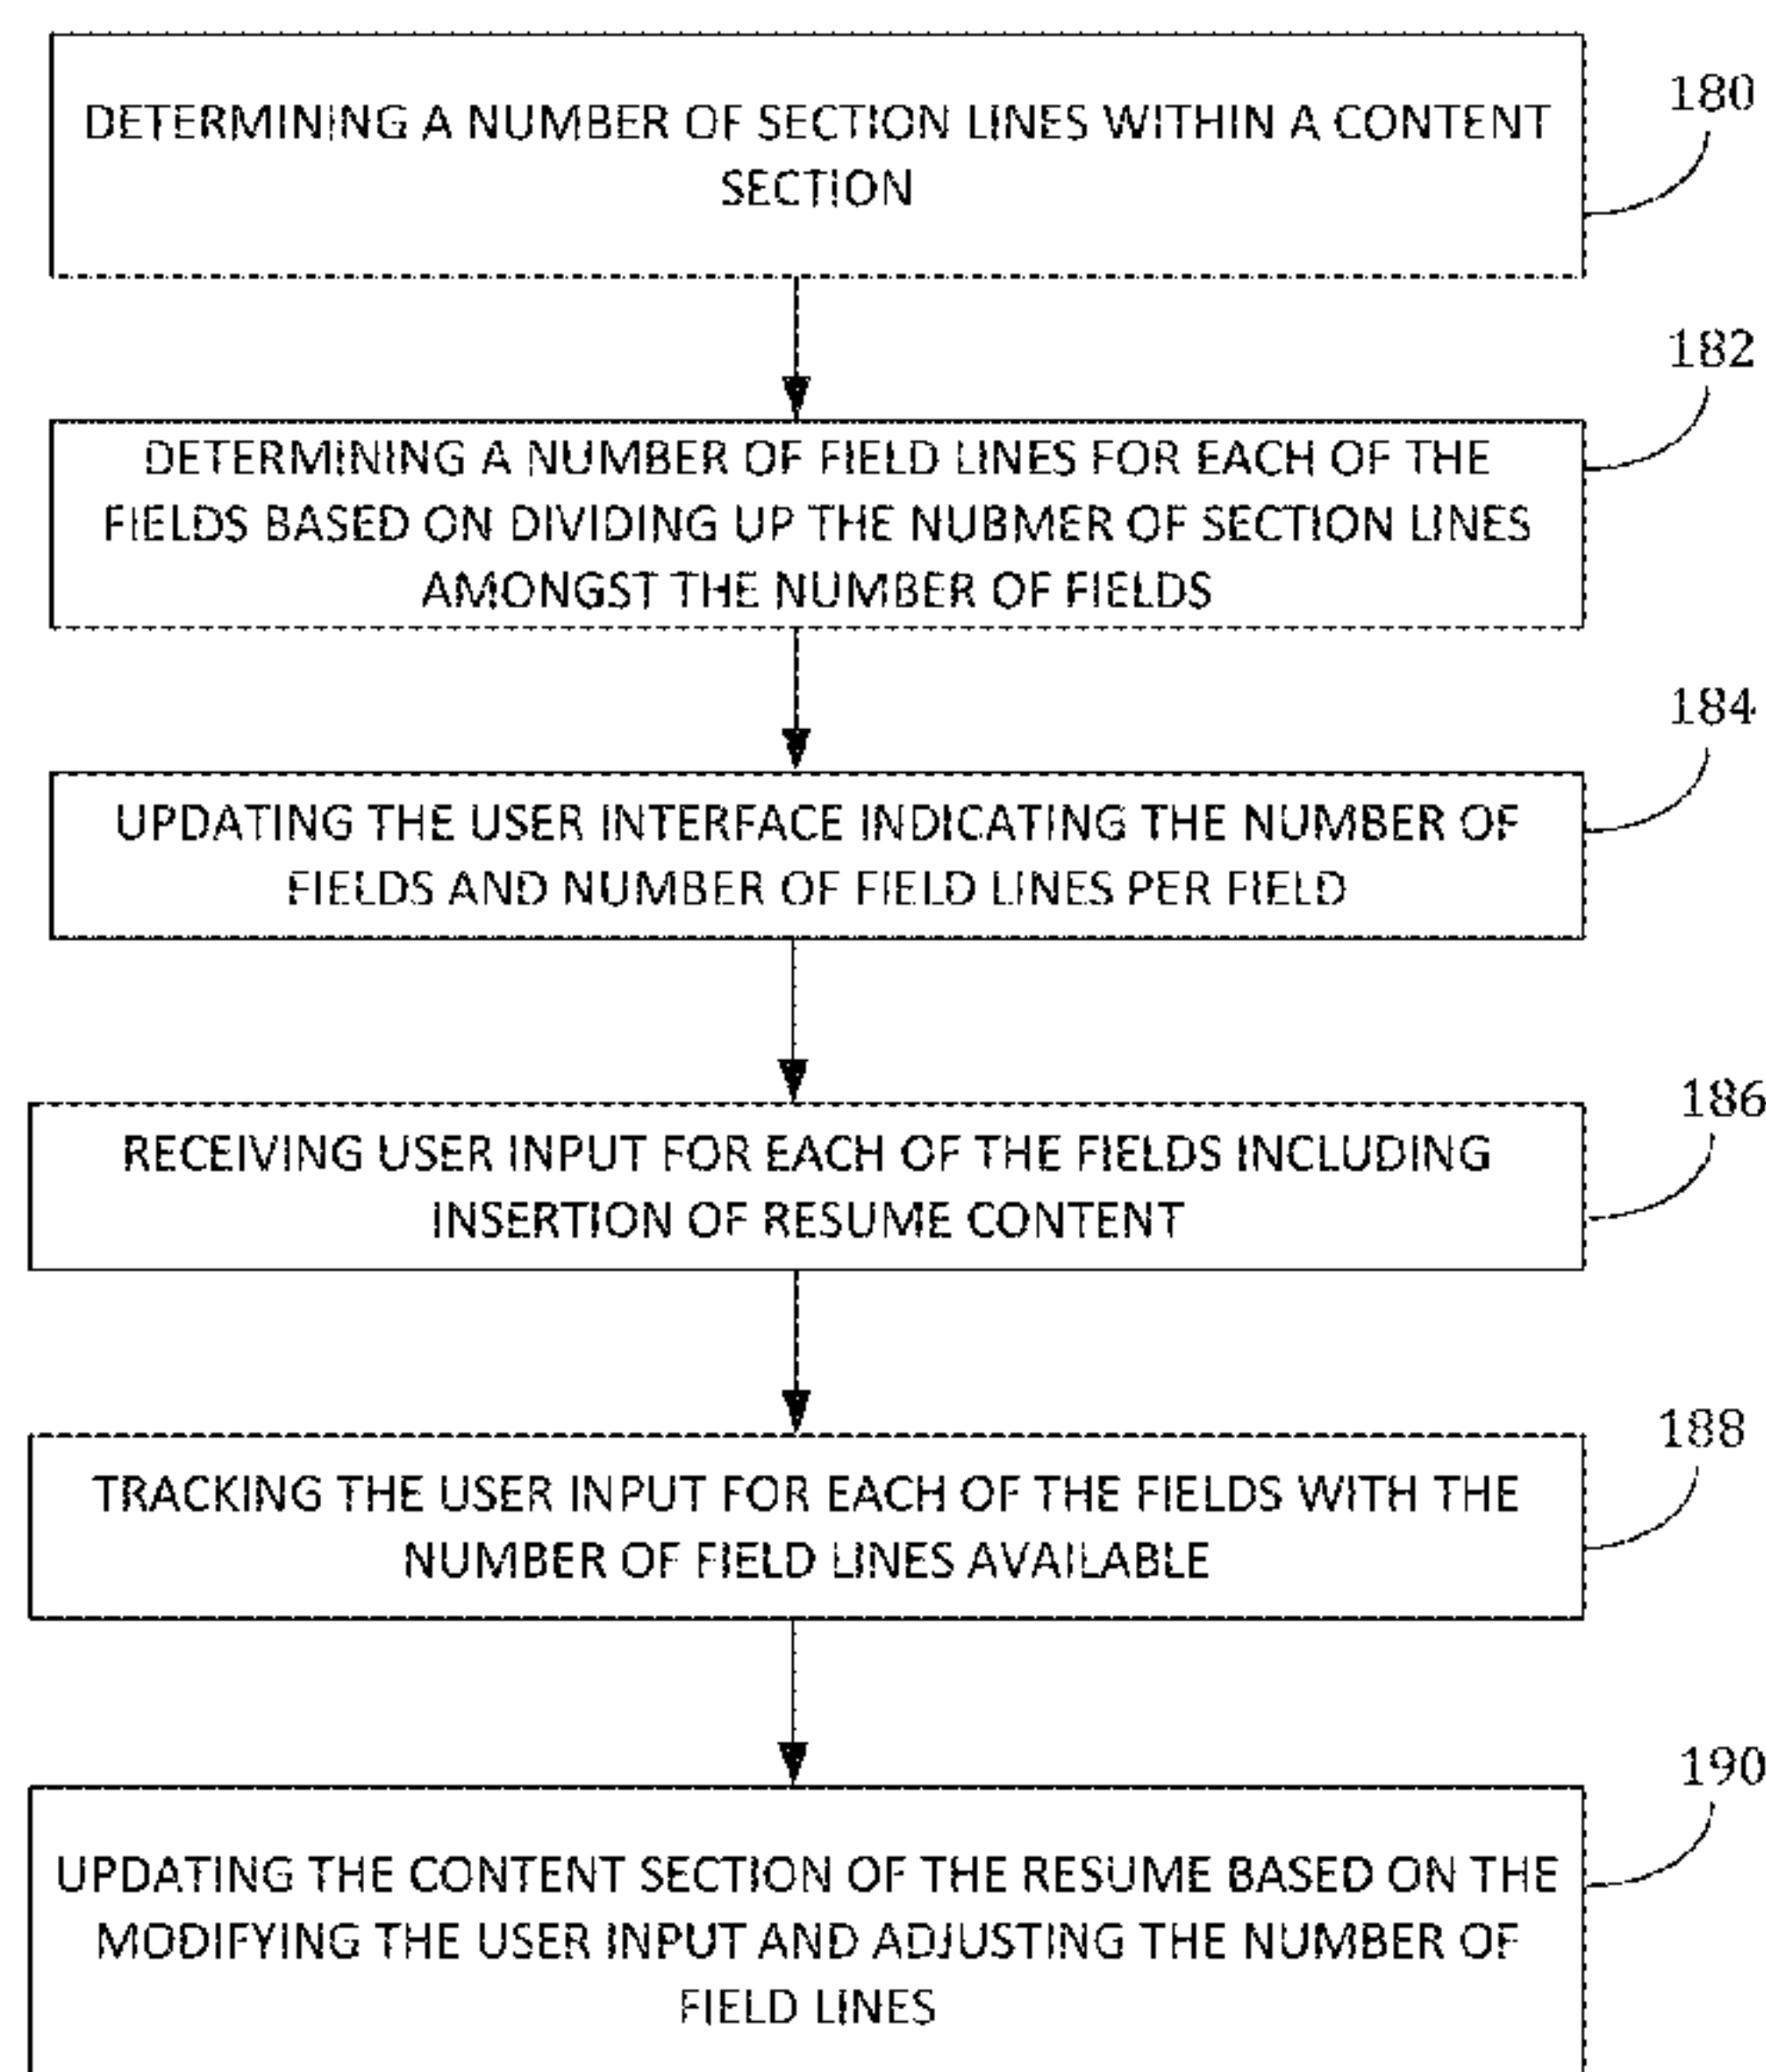 DETERMINING A NUMBER OF SECTION LINES WITHIN A CONTENT
SECTION
180
DETERMINING A NUMBER OF FIELD LINES FOR EACH OF THE
FIELDS BASED ON DIVIDING UP THE NUBMER OF SECTION LINES
AMONGST THE NUMBER OF FIELDS
182
UPDATING THE USER INTERFACE INDICATING THE NUMBER OF
FIELDS AND NUMBER OF FIELD LINES PER FIELD
184
RECEIVING USER INPUT FOR EACH OF THE FIELDS INCLUDING
INSERTION OF RESUME CONTENT
186
TRACKING THE USER INPUT FOR EACH OF THE FIELDS WITH THE
NUMBER OF FIELD LINES AVAILABLE
188
UPDATING THE CONTENT SECTION OF THE RESUME BASED ON THE
MODIFYING THE USER INPUT AND ADJUSTING THE NUMBER OF
FIELD LINES
190